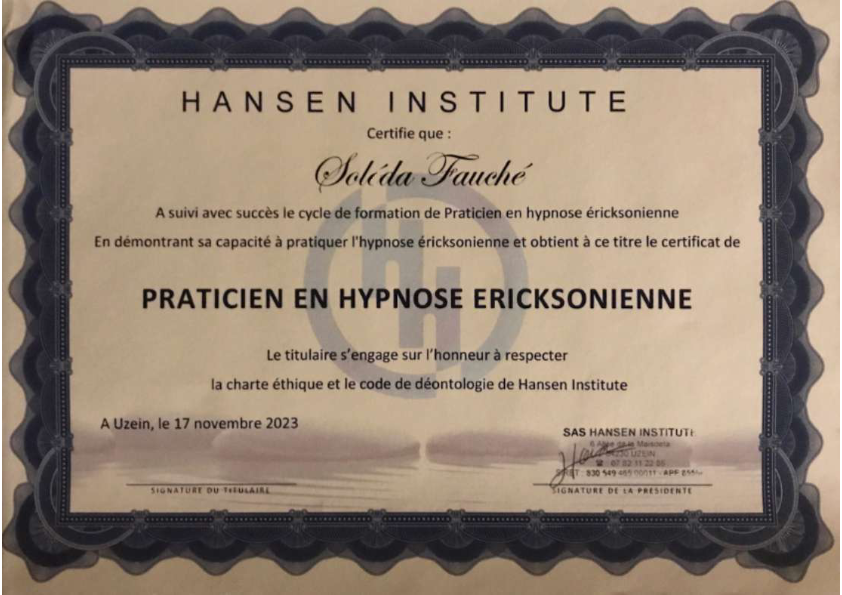 HANSEN INSTITUTE
Certifie que :
Soléda Fauché
A suivi avec succès le cycle de formation de Praticien en hypnose éricksonienne
En démontrant sa capacité à pratiquer l'hypnose éricksonienne et obtient à ce titre le certificat de
PRATICIEN EN HYPNOSE ERICKSONIENNE
Le titulaire s'engage sur l'honneur à respecter
la charte éthique et le code de déontologie de Hansen Institute
A Uzein, le 17 novembre 2023
SAS HANSEN INSTITUTE
64230 UZEIN
SIGNATURE DU TITULAIRE
SIGNATURE DE LA PRESIDENTE